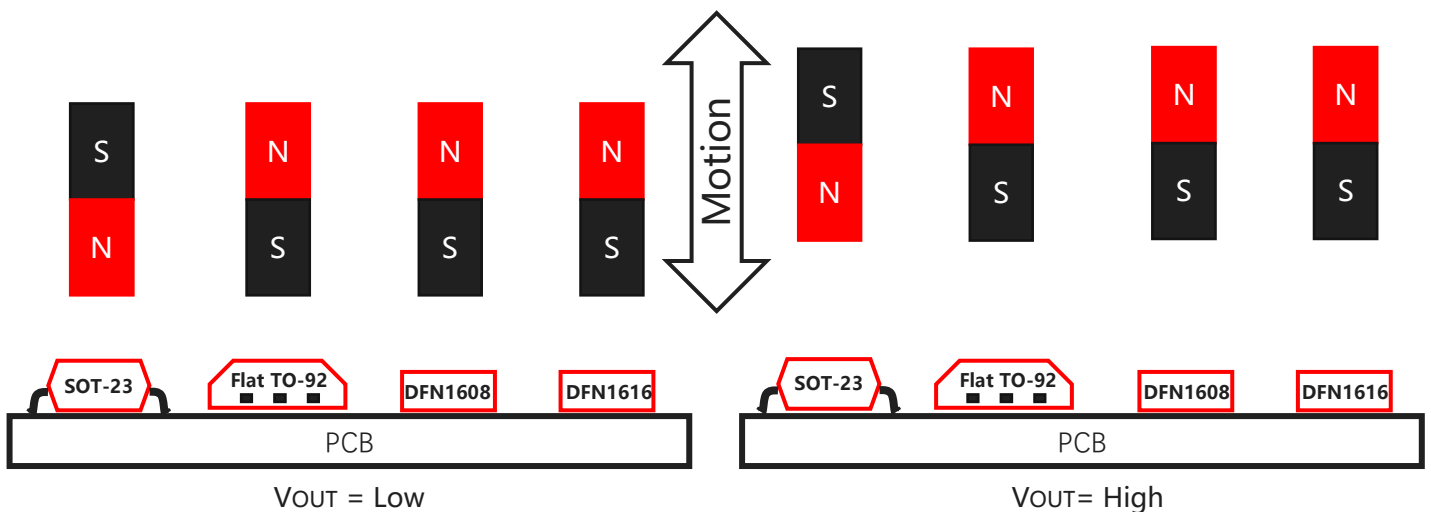 S
N
N
S
N
S
N
S
Motion
S
N
N
S
N
S
N
S
SOT-23
Flat TO-92
DFN1608
DFN1616
PCB
VOUT = Low
SOT-23
Flat TO-92
DFN1608
DFN1616
PCB
VOUT= High